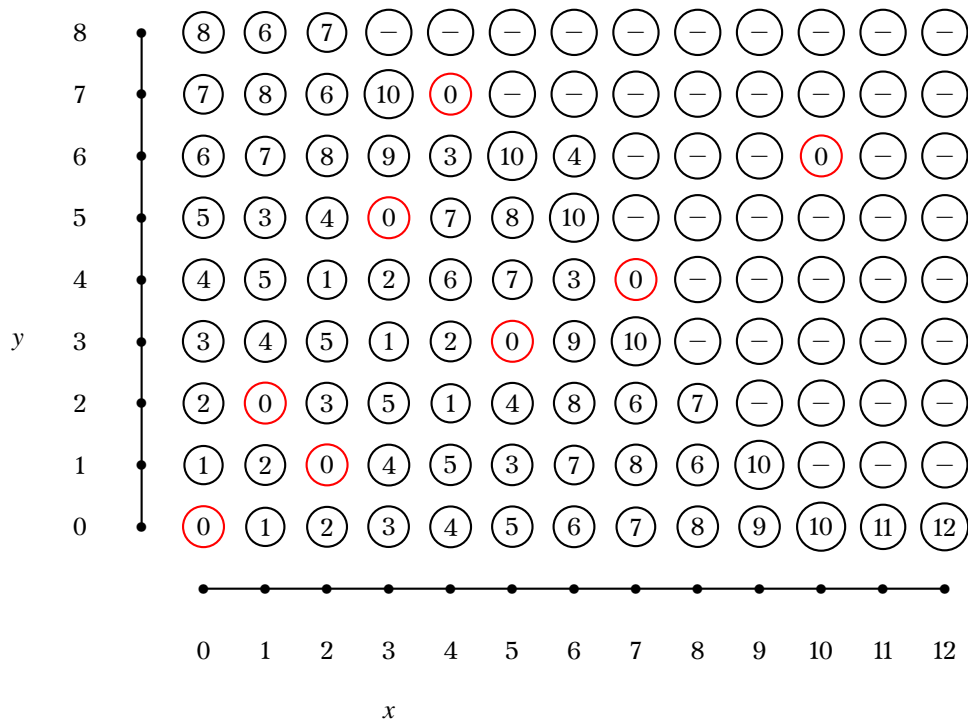 8 8 6 7 – – – – – – – – – –
7 7 8 6 10 0 – – – – – – – –
6 6 7 8 9 3 10 4 – – – 0 – –
5 5 3 4 0 7 8 10 – – – – – –
4 4 5 1 2 6 7 3 0 – – – – –
y 3 3 4 5 1 2 0 9 10 – – – – –
2 2 0 3 5 1 4 8 6 7 – – – –
1 1 2 0 4 5 3 7 8 6 10 – – –
0 0 1 2 3 4 5 6 7 8 9 10 11 12
0 1 2 3 4 5 6 7 8 9 10 11 12
x